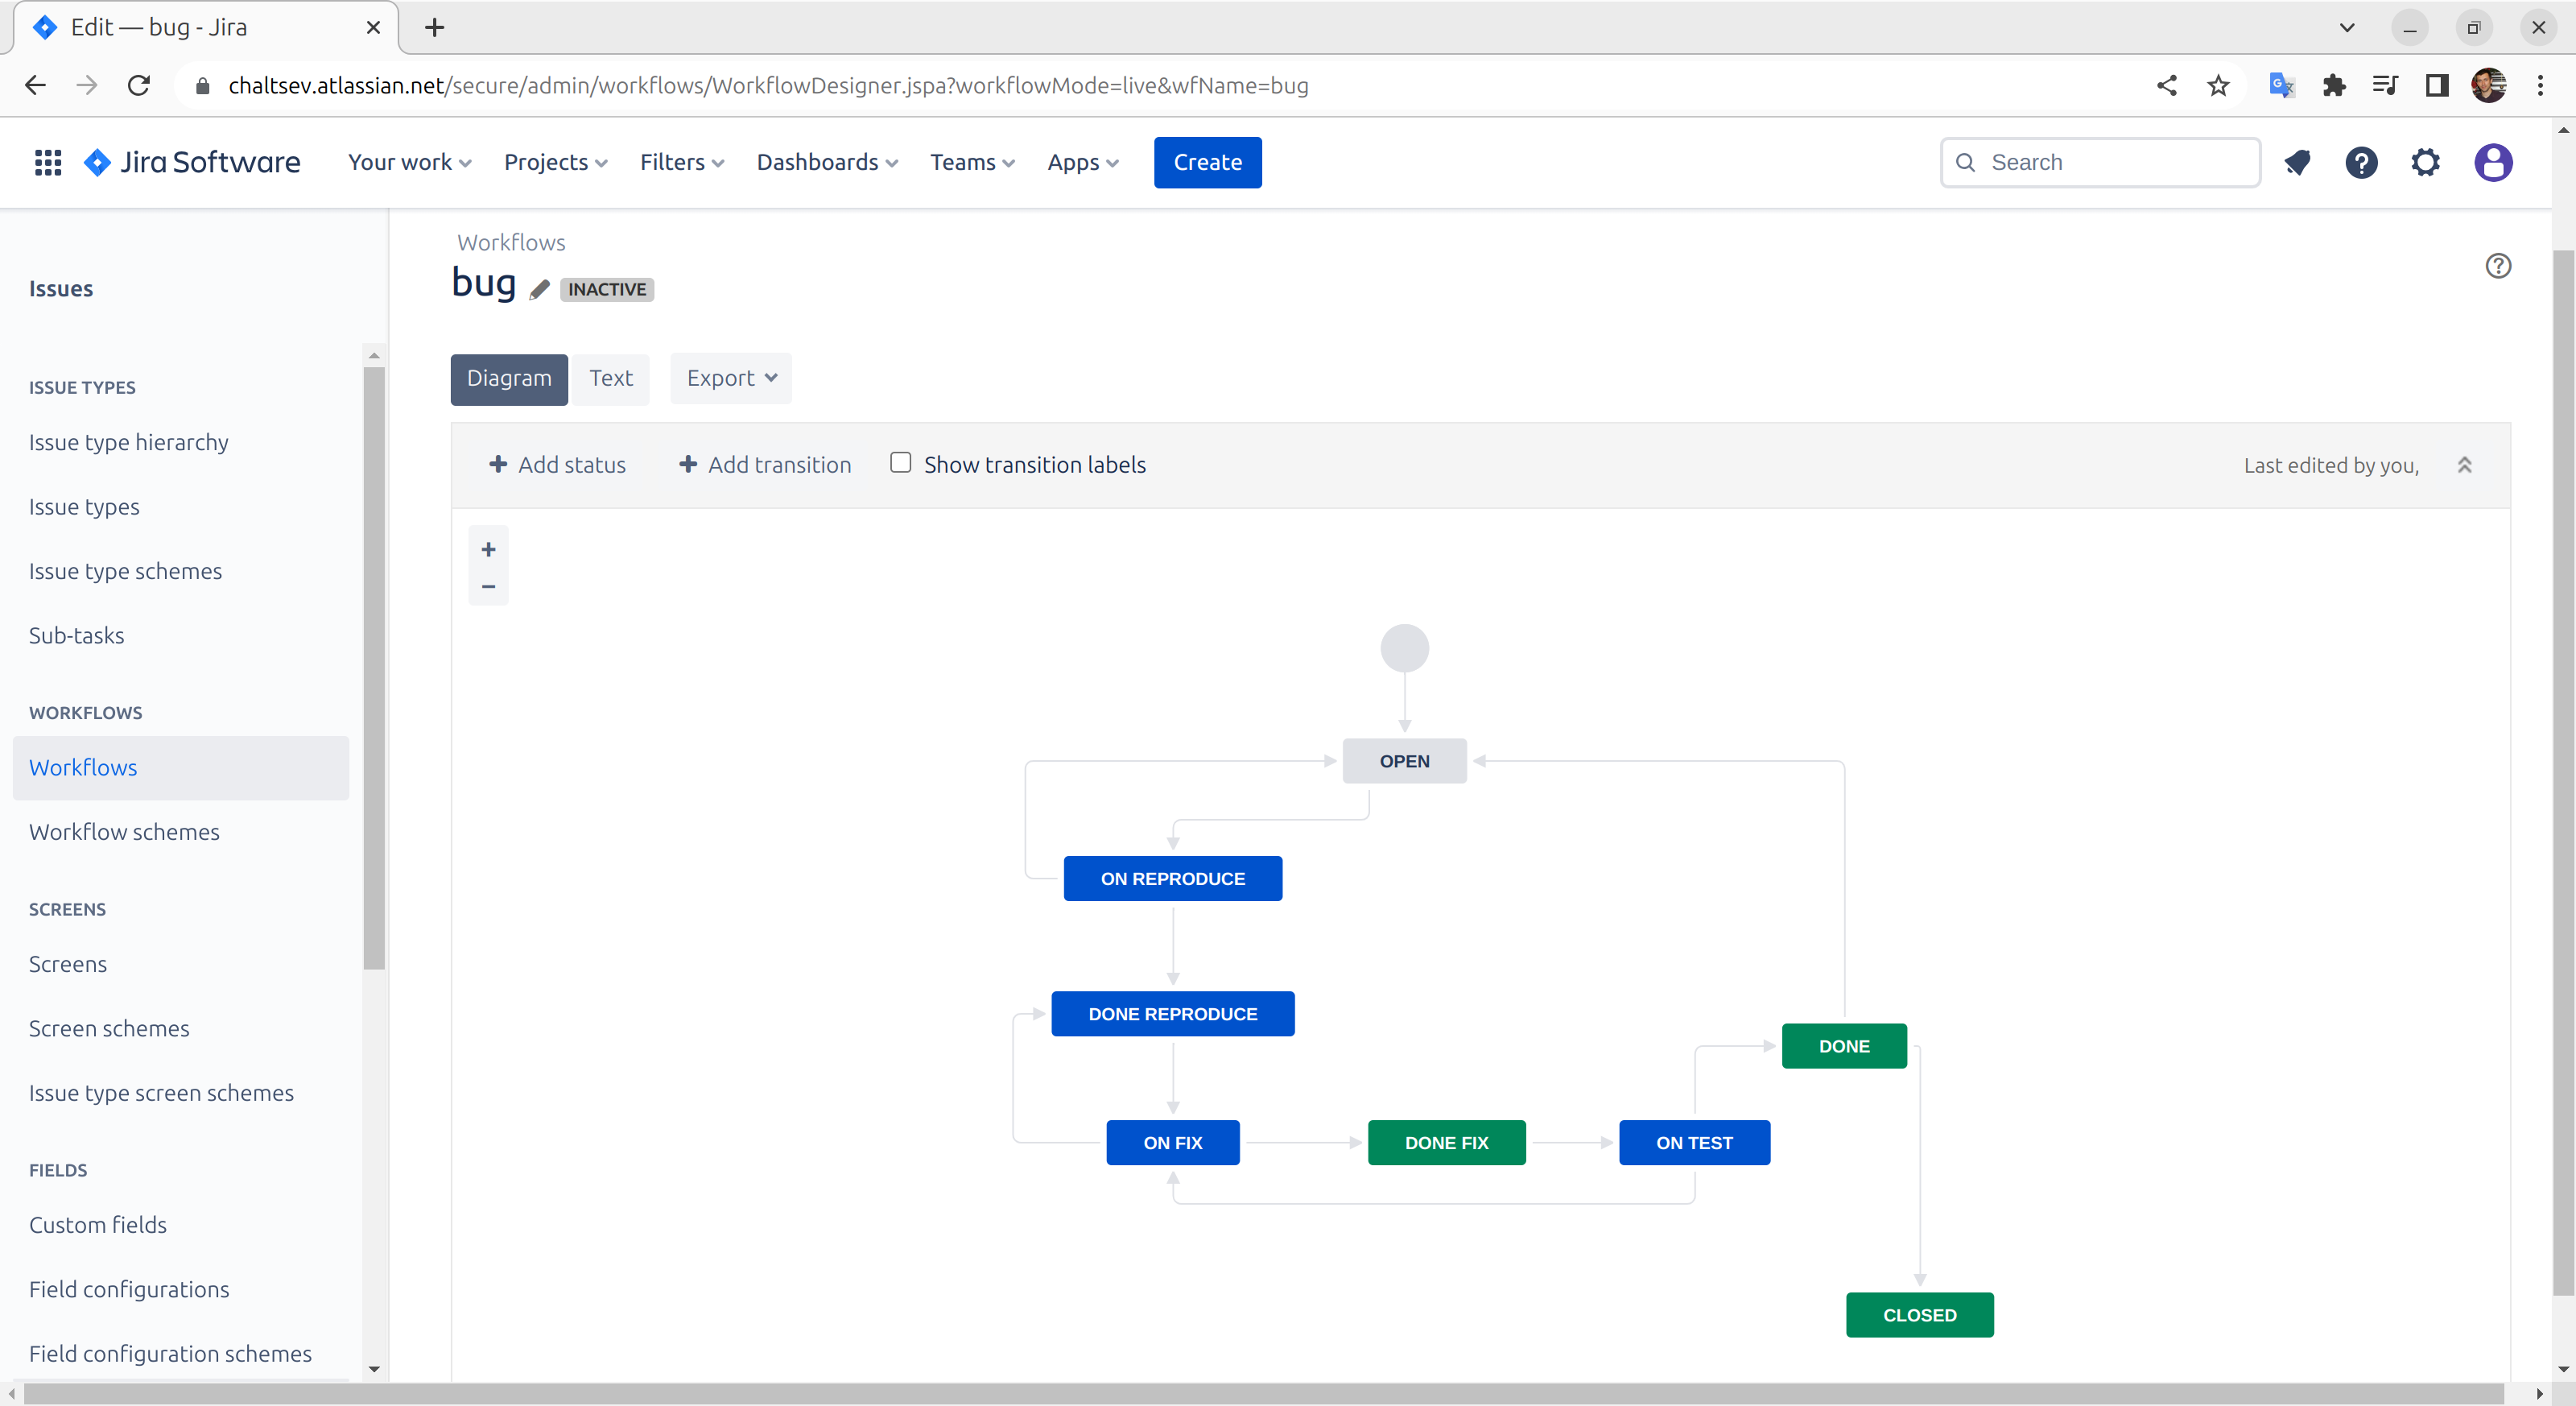 Edit — bug - Jira
chaltsev.atlassian.net/secure/admin/workflows/WorkflowDesigner.jspa?workflowMode=live&wfName=bug
Jira Software Your work Projects Filters Dashboards Teams Apps Create Search
Issues
ISSUE TYPES
Issue type hierarchy
Issue types
Issue type schemes
Sub-tasks
WORKFLOWS
Workflows
Workflow schemes
SCREENS
Screens
Screen schemes
Issue type screen schemes
FIELDS
Custom fields
Field configurations
Field configuration schemes
Workflows
bug INACTIVE
Diagram Text Export
+ Add status + Add transition Show transition labels Last edited by you,
+
−
OPEN
ON REPRODUCE
DONE REPRODUCE
DONE
ON FIX DONE FIX ON TEST
CLOSED